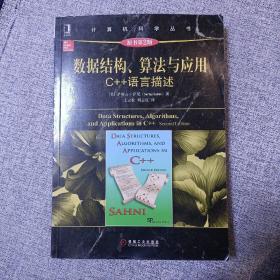 计算机科学丛书
原书第2版
数据结构、算法与应用
C++语言描述
Data Structures, Algorithms,
and Applications in C++ Second Edition
DATA STRUCTURES,
ALGORITHMS, AND
APPLICATIONS IN
C++
SECOND EDITION
SAHNI
机械工业出版社